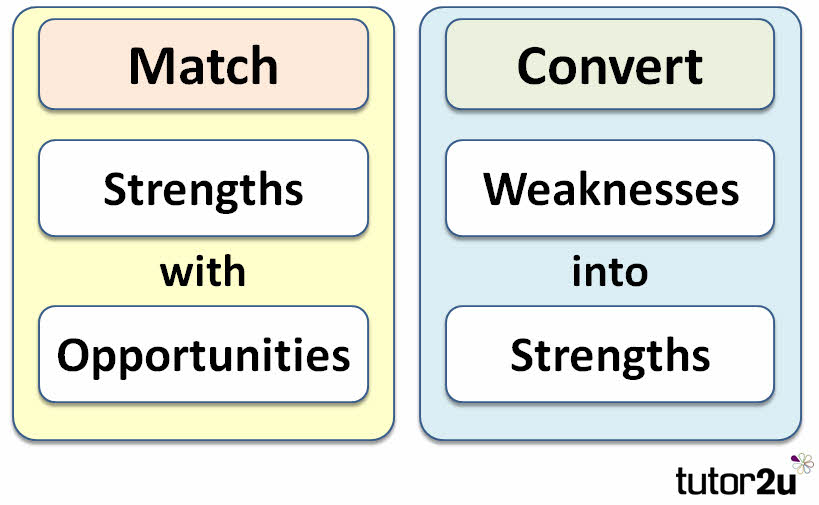 Match
Strengths
with
Opportunities
Convert
Weaknesses
into
Strengths
tutor2u